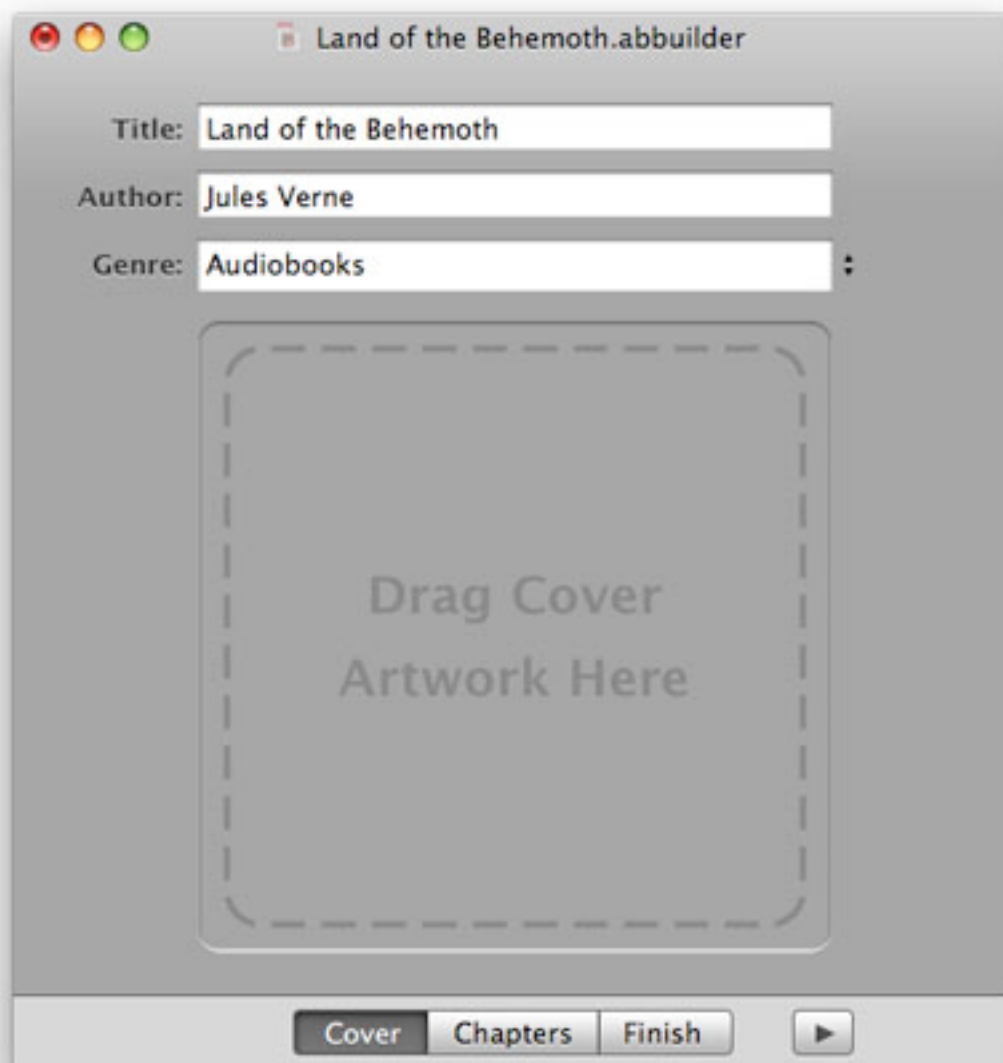 Land of the Behemoth.abbuilder
Title: Land of the Behemoth
Author: Jules Verne
Genre: Audiobooks
Drag Cover
Artwork Here
Cover Chapters Finish